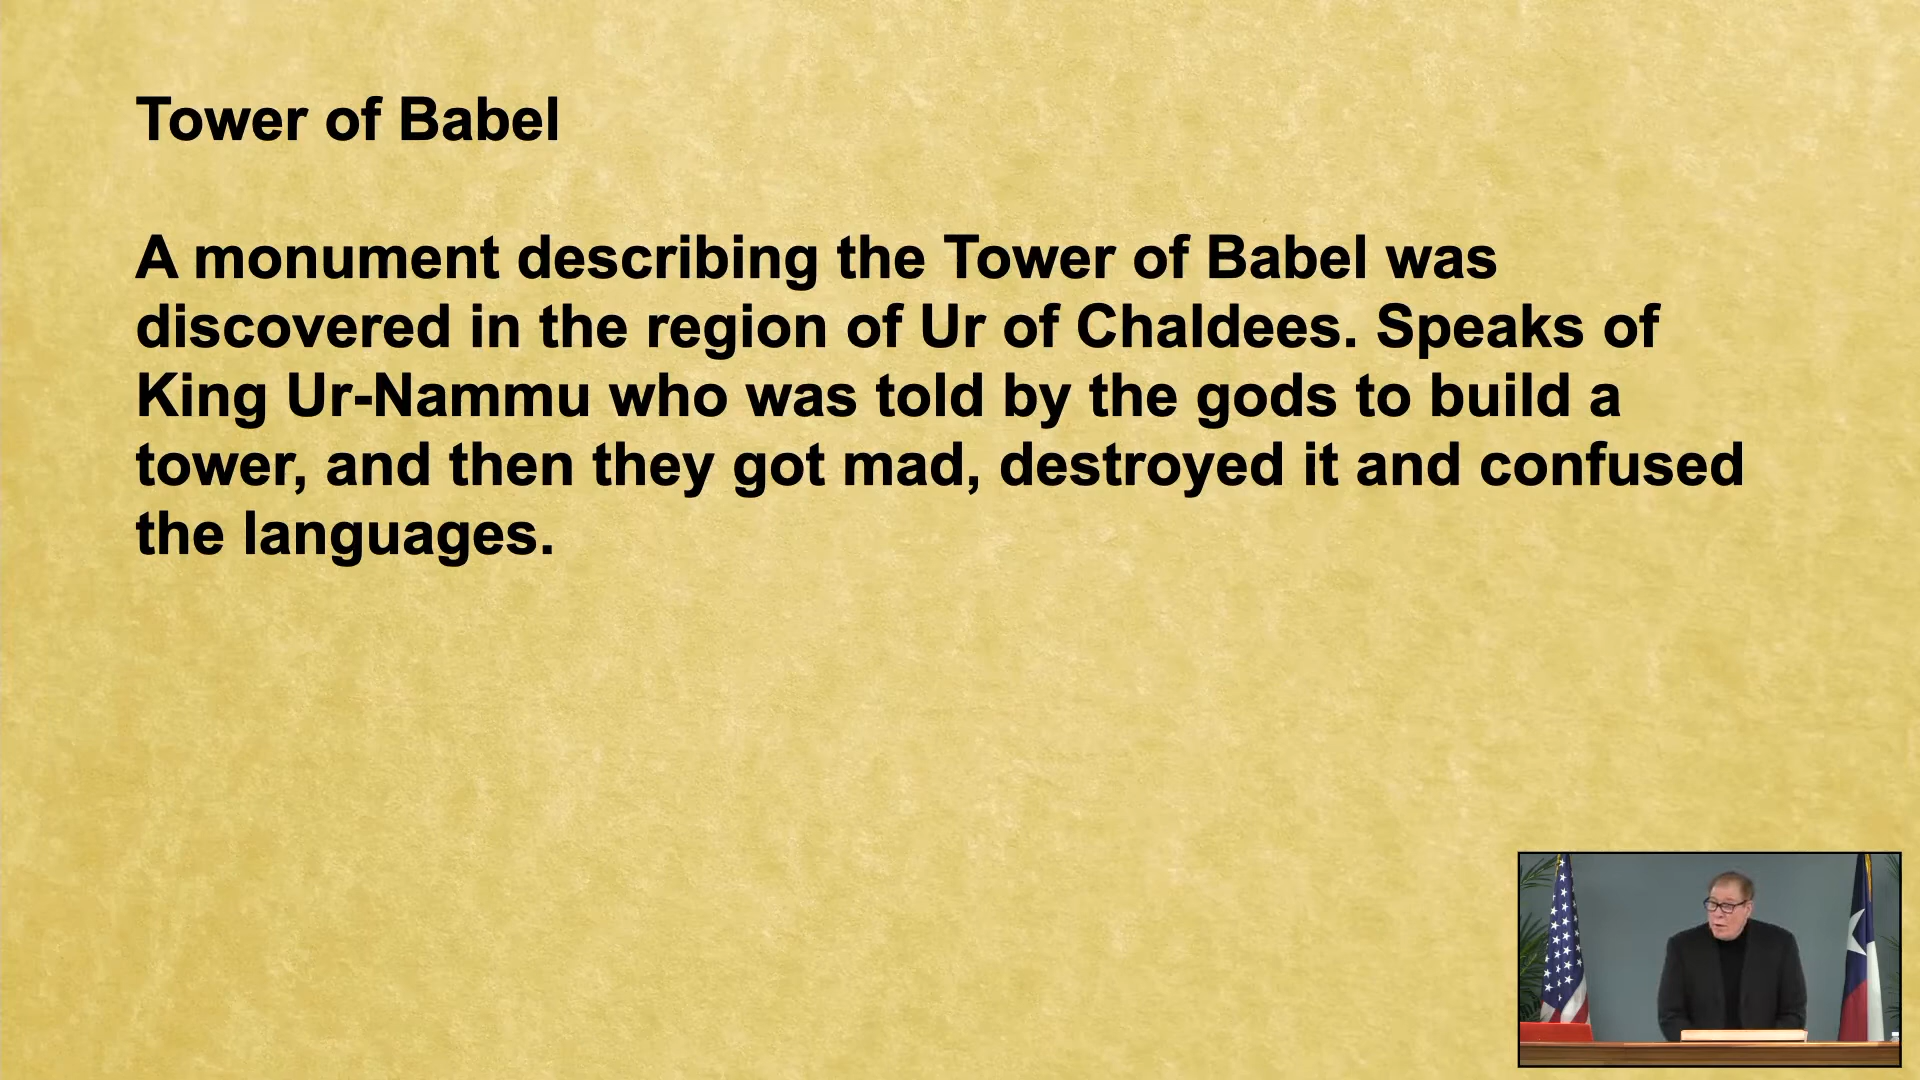 Tower of Babel
A monument describing the Tower of Babel was
discovered in the region of Ur of Chaldees. Speaks of
King Ur-Nammu who was told by the gods to build a
tower, and then they got mad, destroyed it and confused
the languages.